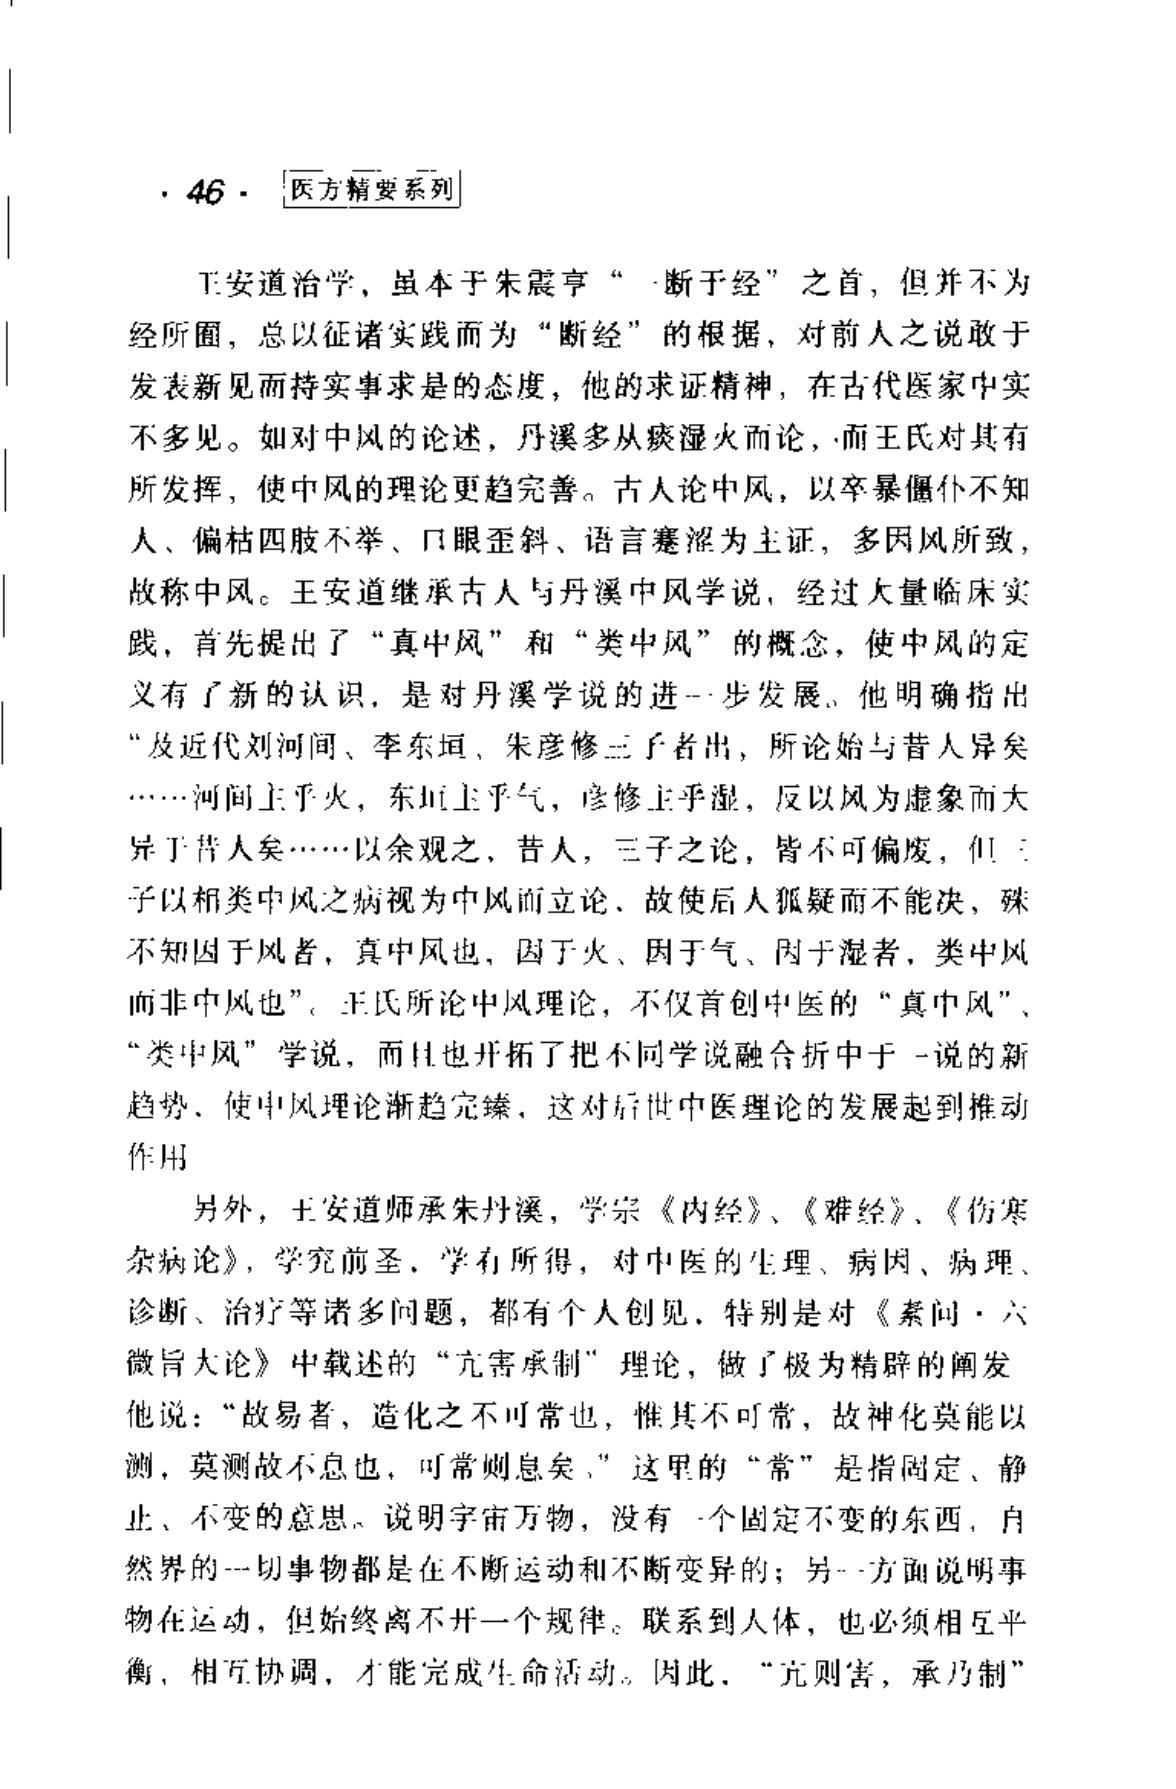 · 46 · 医方精要系列
王安道治学，虽本于朱震亨“一断于经”之首，但并不为
经所囿，总以征诸实践而为“断经”的根据，对前人之说敢于
发表新见而持实事求是的态度，他的求证精神，在古代医家中实
不多见。如对中风的论述，丹溪多从痰湿火而论，而王氏对其有
所发挥，使中风的理论更趋完善。古人论中风，以卒暴僵仆不知
人、偏枯四肢不举、口眼歪斜、语言蹇涩为主证，多因风所致，
故称中风。王安道继承古人与丹溪中风学说，经过大量临床实
践，首先提出了“真中风”和“类中风”的概念，使中风的定
义有了新的认识，是对丹溪学说的进一步发展。他明确指出
“及近代刘河间、李东垣、朱彦修三子者出，所论始与昔人异矣
……河间主乎火，东垣主乎气，彦修主乎湿，反以风为虚象而大
异于昔人矣……以余观之，昔人，三子之论，皆不可偏废，但三
子以相类中风之病视为中风而立论，故使后人狐疑而不能决，殊
不知因于风者，真中风也，因于火、因于气、因于湿者，类中风
而非中风也”。王氏所论中风理论，不仅首创中医的“真中风”、
“类中风”学说，而且也开拓了把不同学说融合折中于一说的新
趋势，使中风理论渐趋完臻，这对后世中医理论的发展起到推动
作用
另外，王安道师承朱丹溪，学宗《内经》、《难经》、《伤寒
杂病论》，学究前圣，学有所得，对中医的生理、病因、病理、
诊断、治疗等诸多问题，都有个人创见，特别是对《素问·六
微旨大论》中载述的“亢害承制”理论，做了极为精辟的阐发
他说：“故易者，造化之不可常也，惟其不可常，故神化莫能以
测，莫测故不息也，可常则息矣。”这里的“常”是指固定、静
止、不变的意思。说明宇宙万物，没有一个固定不变的东西，自
然界的一切事物都是在不断运动和不断变异的；另一方面说明事
物在运动，但始终离不开一个规律。联系到人体，也必须相互平
衡，相互协调，才能完成生命活动。因此，“亢则害，承乃制”